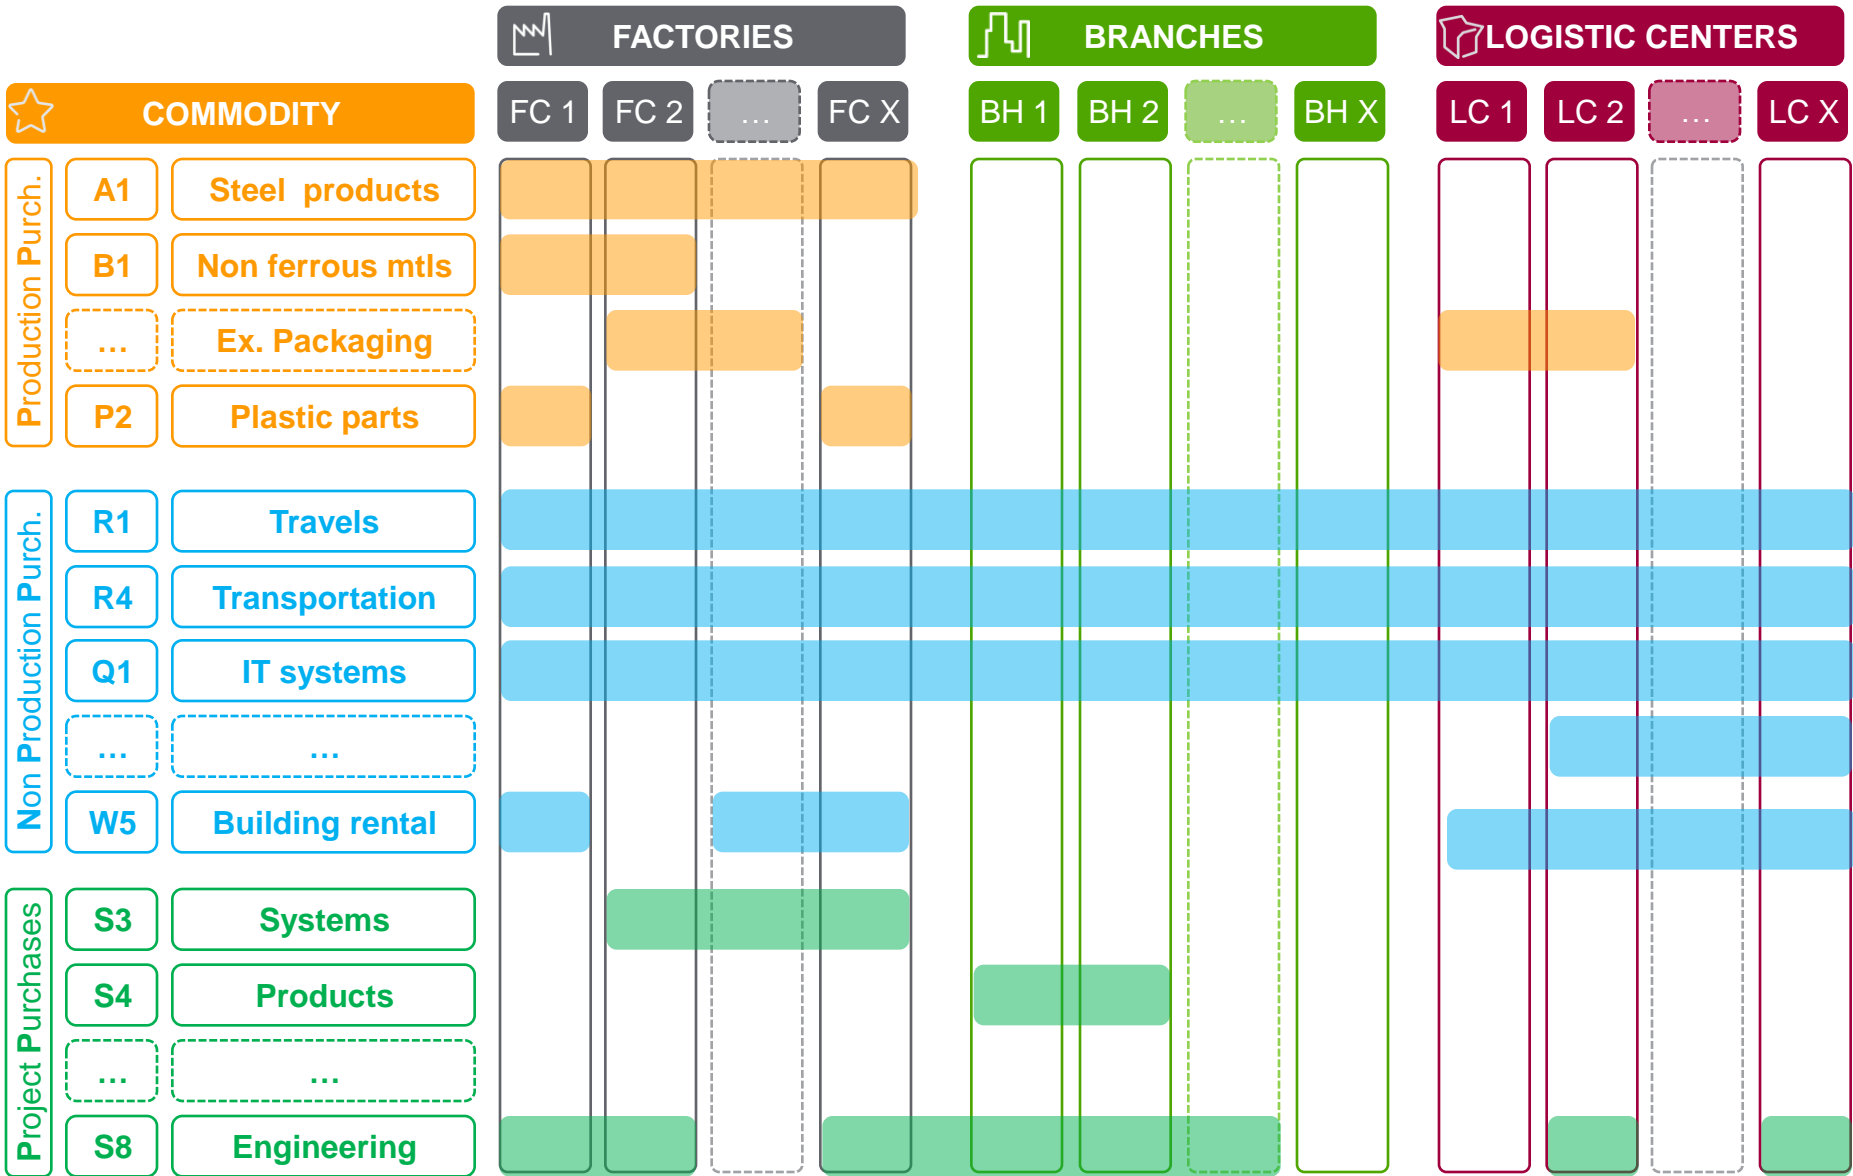 FACTORIES
BRANCHES
LOGISTIC CENTERS
COMMODITY
FC 1
FC 2
...
FC X
BH 1
BH 2
...
BH X
LC 1
LC 2
...
LC X
Production Purch.
A1
Steel products
B1
Non ferrous mtls
...
Ex. Packaging
P2
Plastic parts
Non Production Purch.
R1
Travels
R4
Transportation
Q1
IT systems
...
...
W5
Building rental
Project Purchases
S3
Systems
S4
Products
...
...
S8
Engineering